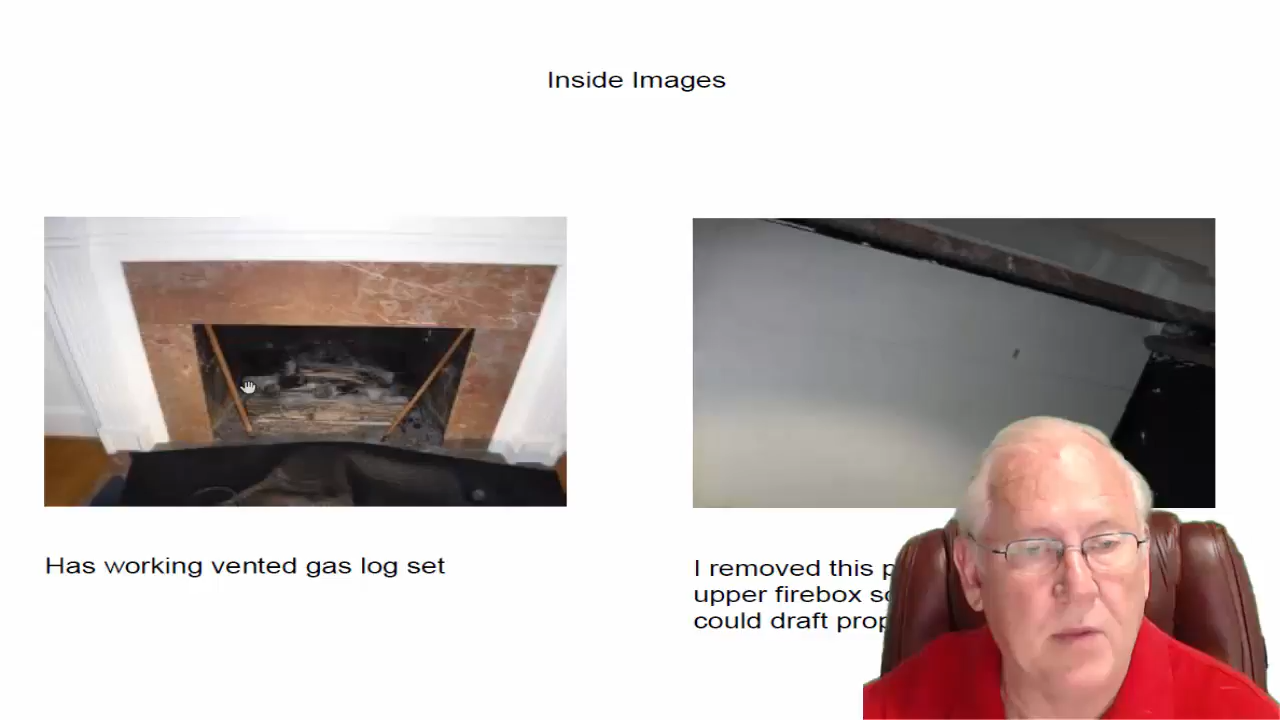 Inside Images
Has working vented gas log set
I removed this
upper firebox
could draft